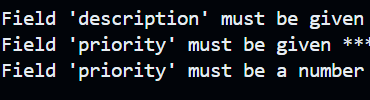 Field 'description' must be given
Field 'priority' must be given ***
Field 'priority' must be a number